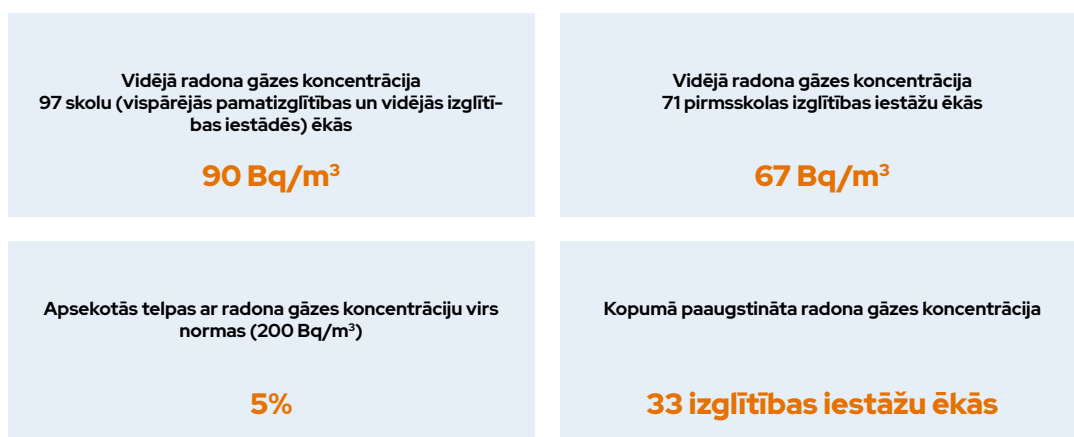 Vidējā radona gāzes koncentrācija
97 skolu (vispārējās pamatizglītības un vidējās izglītī-
bas iestādēs) ēkās
90 Bq/m³
Vidējā radona gāzes koncentrācija
71 pirmsskolas izglītības iestāžu ēkās
67 Bq/m³
Apsekotās telpas ar radona gāzes koncentrāciju virs
normas (200 Bq/m³)
5%
Kopumā paaugstināta radona gāzes koncentrācija
33 izglītības iestāžu ēkās